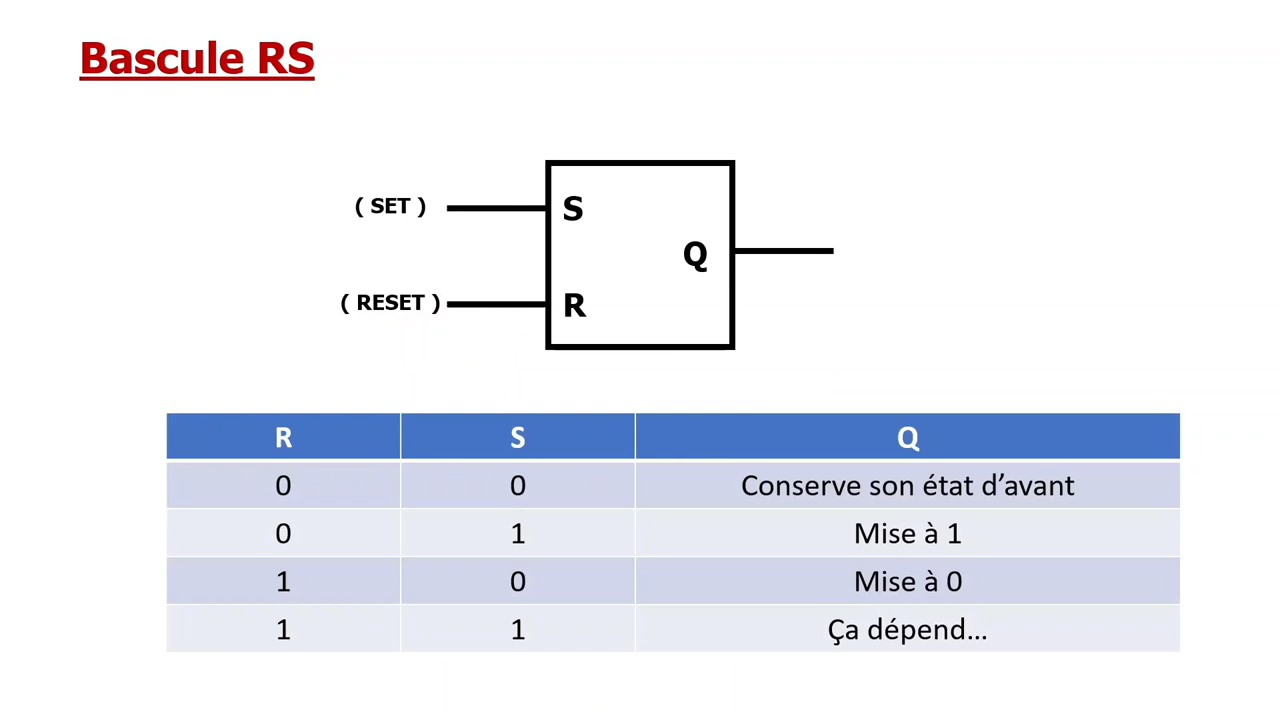 Bascule RS
( SET )
S
Q
( RESET )
R
R S Q
0 0 Conserve son état d’avant
0 1 Mise à 1
1 0 Mise à 0
1 1 Ça dépend...